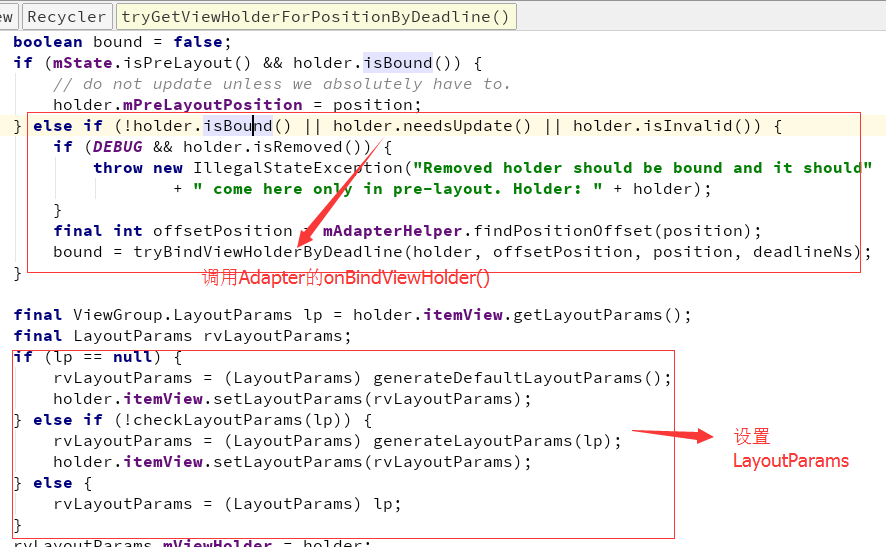 ew Recycler tryGetViewHolderForPositionByDeadline()
boolean bound = false;
if (mState.isPreLayout() && holder.isBound()) {
// do not update unless we absolutely have to.
holder.mPreLayoutPosition = position;
} else if (!holder.isBound() || holder.needsUpdate() || holder.isInvalid()) {
if (DEBUG && holder.isRemoved()) {
throw new IllegalStateException("Removed holder should be bound and it should"
+ " come here only in pre-layout. Holder: " + holder);
}
final int offsetPosition = mAdapterHelper.findPositionOffset(position);
bound = tryBindViewHolderByDeadline(holder, offsetPosition, position, deadlineNs);
}
调用Adapter的onBindViewHolder()
final ViewGroup.LayoutParams lp = holder.itemView.getLayoutParams();
final LayoutParams rvLayoutParams;
if (lp == null) {
rvLayoutParams = (LayoutParams) generateDefaultLayoutParams();
holder.itemView.setLayoutParams(rvLayoutParams);
} else if (!checkLayoutParams(lp)) {
rvLayoutParams = (LayoutParams) generateLayoutParams(lp);
holder.itemView.setLayoutParams(rvLayoutParams);
} else {
rvLayoutParams = (LayoutParams) lp;
}
设置
LayoutParams
rvLayoutParams.mViewHolder = holder;